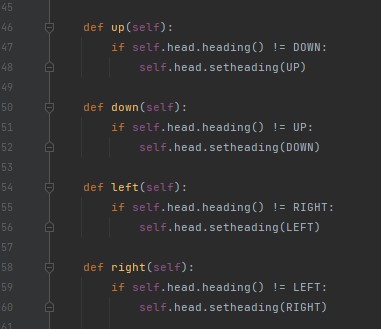 45
46 def up(self):
47 if self.head.heading() != DOWN:
48 self.head.setheading(UP)
49
50 def down(self):
51 if self.head.heading() != UP:
52 self.head.setheading(DOWN)
53
54 def left(self):
55 if self.head.heading() != RIGHT:
56 self.head.setheading(LEFT)
57
58 def right(self):
59 if self.head.heading() != LEFT:
60 self.head.setheading(RIGHT)
61